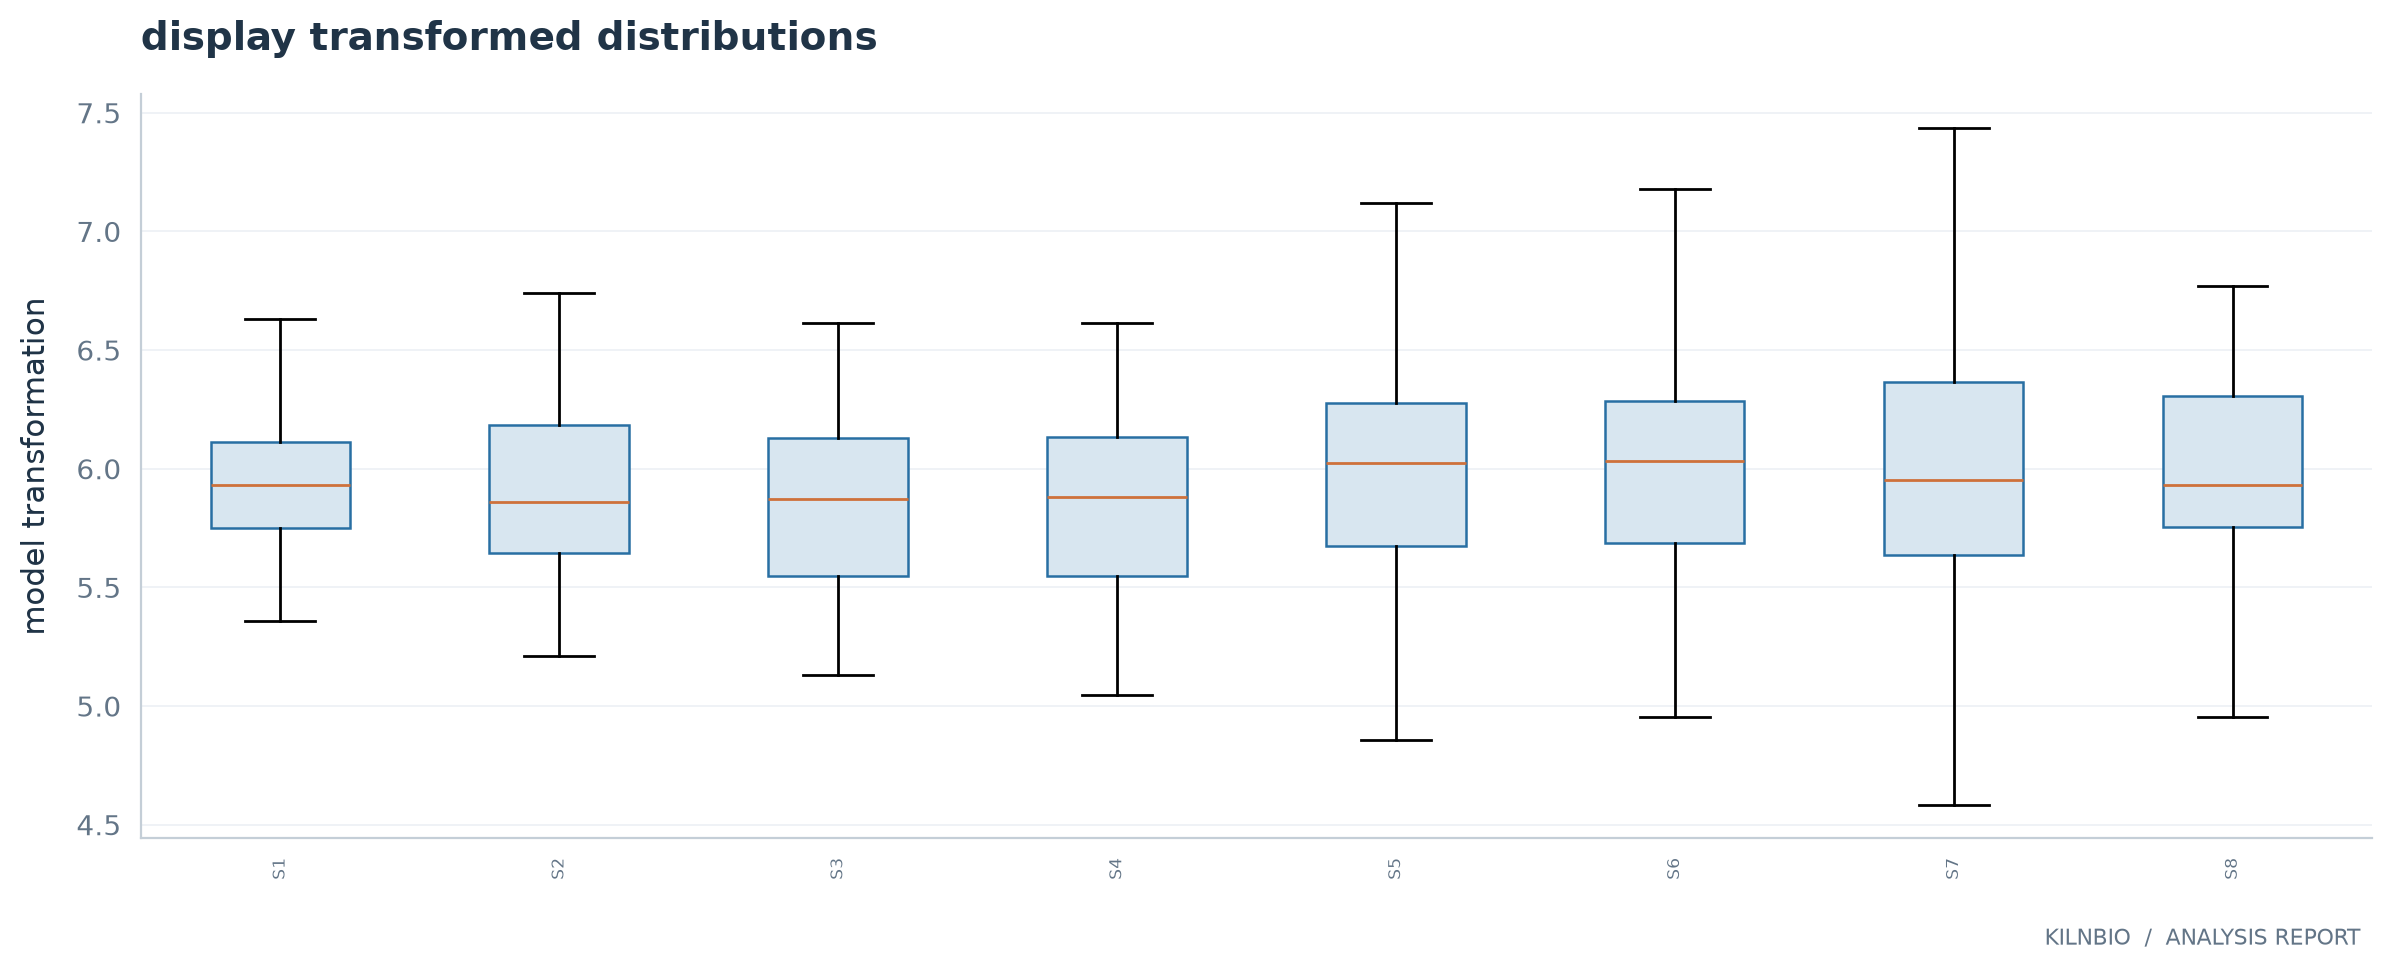 display transformed distributions
model transformation
7.5
7.0
6.5
6.0
5.5
5.0
4.5
S1
S2
S3
S4
S5
S6
S7
S8
KILNBIO / ANALYSIS REPORT